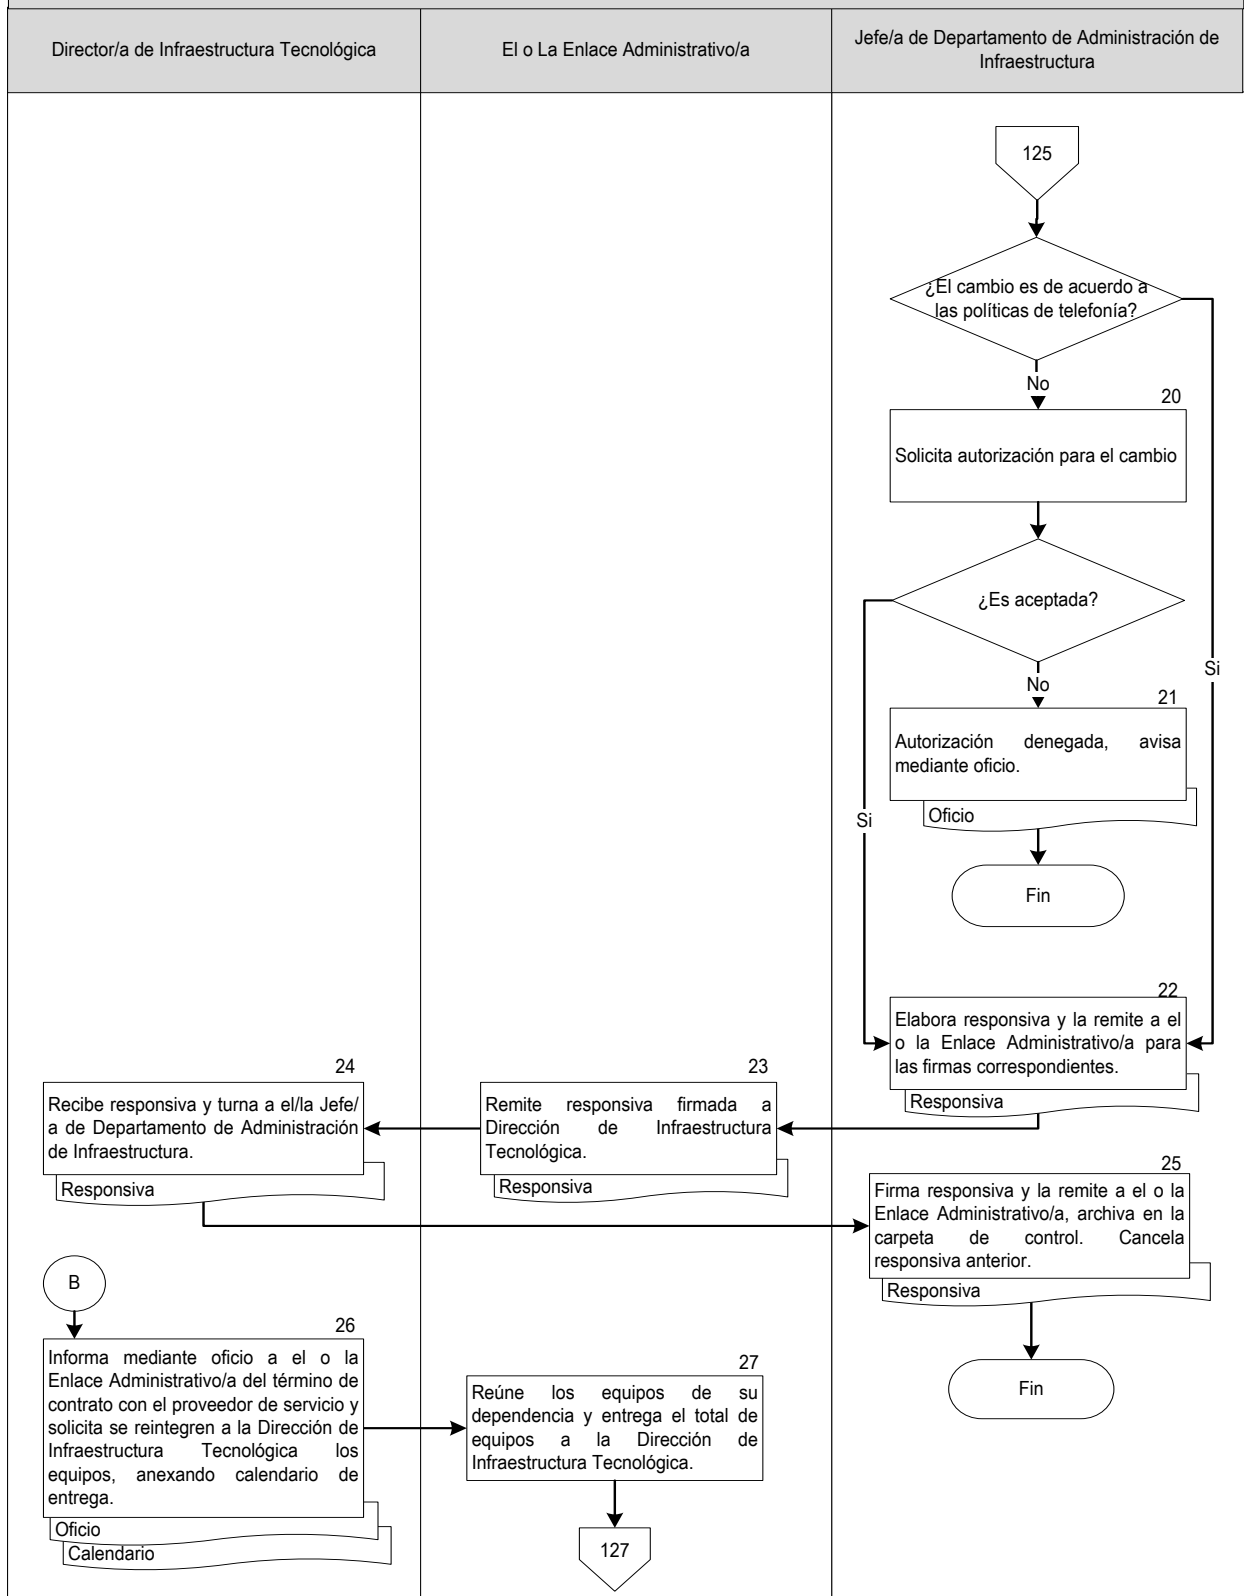 Director/a de Infraestructura Tecnológica
El o La Enlace Administrativo/a
Jefe/a de Departamento de Administración de
Infraestructura
125
¿El cambio es de acuerdo a
las políticas de telefonía?
No
20
Solicita autorización para el cambio
¿Es aceptada?
Si
No
21
Autorización denegada, avisa
mediante oficio.
Si
Oficio
Fin
22
Elabora responsiva y la remite a el
o la Enlace Administrativo/a para
las firmas correspondientes.
Responsiva
23
Remite responsiva firmada a
Dirección de Infraestructura
Tecnológica.
Responsiva
24
Recibe responsiva y turna a el/la Jefe/
a de Departamento de Administración
de Infraestructura.
Responsiva
25
Firma responsiva y la remite a el o la
Enlace Administrativo/a, archiva en la
carpeta de control. Cancela
responsiva anterior.
Responsiva
Fin
B
26
Informa mediante oficio a el o la
Enlace Administrativo/a del término de
contrato con el proveedor de servicio y
solicita se reintegren a la Dirección de
Infraestructura Tecnológica los
equipos, anexando calendario de
entrega.
Oficio
Calendario
27
Reúne los equipos de su
dependencia y entrega el total de
equipos a la Dirección de
Infraestructura Tecnológica.
127